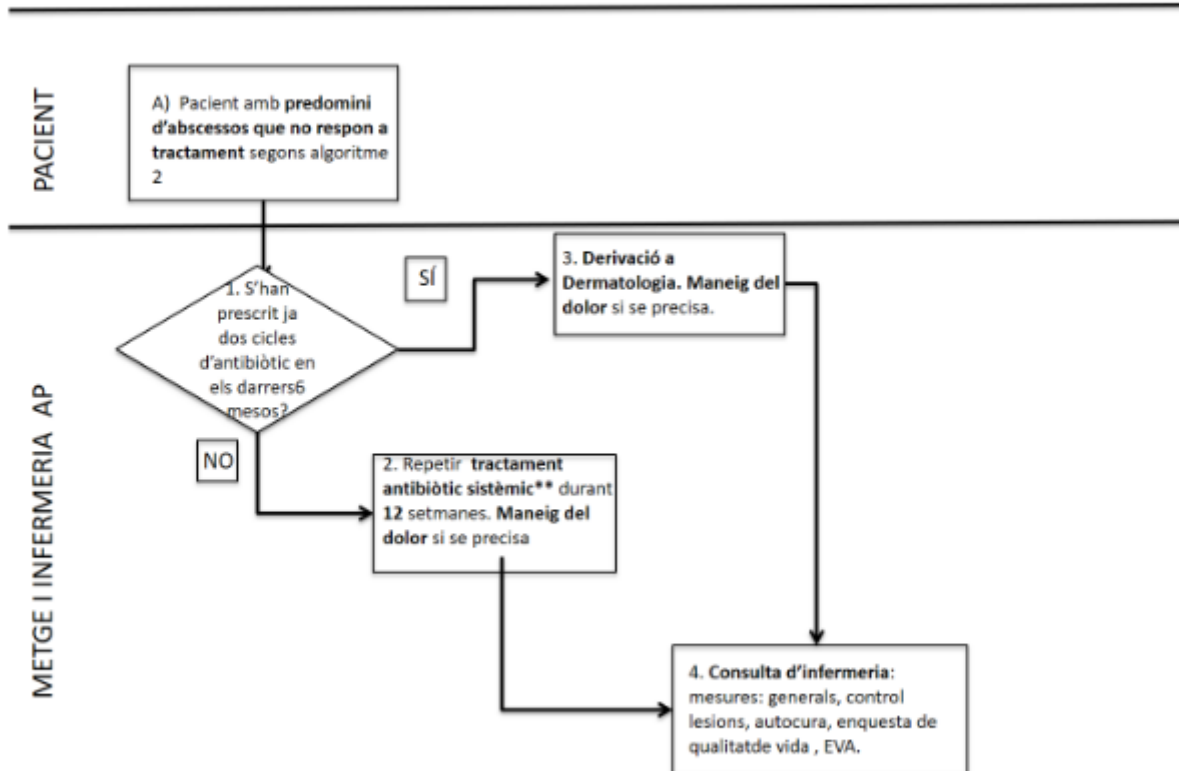 PACIENT
A) Pacient amb predomini
d'abscessos que no respon a
tractament segons algoritme
2
METGE I INFERMERIA AP
1. S'han
prescrit ja
dos cicles
d'antibiòtic en
els darrers6
mesos?
SÍ
3. Derivació a
Dermatologia. Maneig del
dolor si se precisa.
NO
2. Repetir tractament
antibiòtic sistèmic** durant
12 setmanes. Maneig del
dolor si se precisa
4. Consulta d'infermeria:
mesures: generals, control
lesions, autocura, enquesta de
qualitatde vida , EVA.